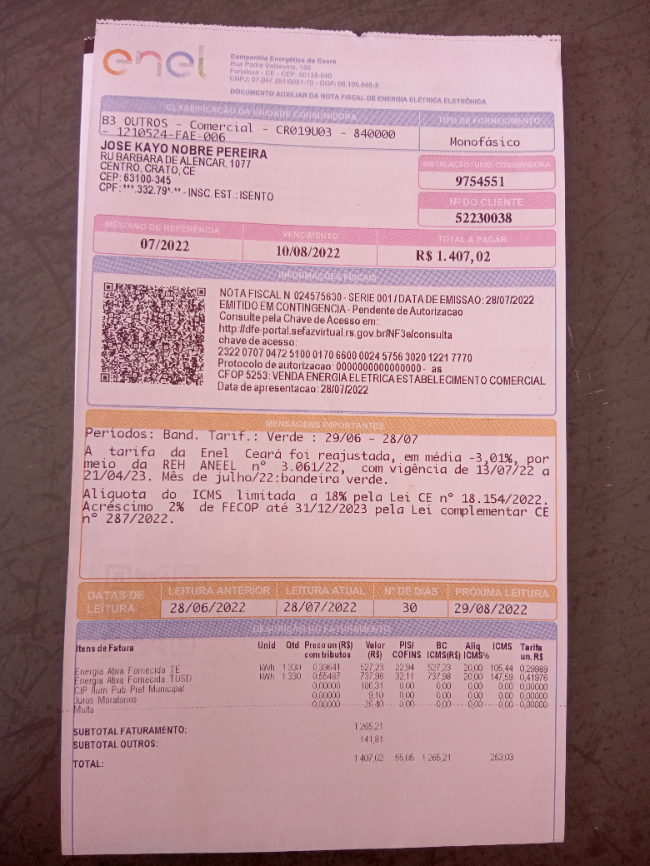 enel
Companhia Energética do Ceará
Rua Padre Valdevino, 150
Fortaleza - CE - CEP: 60135-040
CNPJ: 07.047.251/0001-70 - CGF: 06.105.848-3
DOCUMENTO AUXILIAR DA NOTA FISCAL DE ENERGIA ELÉTRICA ELETRÔNICA
CLASSIFICAÇÃO DA UNIDADE CONSUMIDORA
B3 OUTROS - Comercial - CR019U03 - 840000
- 1210524-FAE-006
TIPO DE FORNECIMENTO
Monofásico
JOSE KAYO NOBRE PEREIRA
RU BARBARA DE ALENCAR, 1077
CENTRO, CRATO, CE
CEP: 63100-345
CPF: ***.332.79*-** - INSC. EST.: ISENTO
INSTALAÇÃO / UNID. CONSUMIDORA
9754551
Nº DO CLIENTE
52230038
MÊS/ANO DE REFERÊNCIA VENCIMENTO TOTAL A PAGAR
07/2022 10/08/2022 R$ 1.407,02
INFORMAÇÕES FISCAIS
NOTA FISCAL N 024575630 - SERIE 001 / DATA DE EMISSÃO: 28/07/2022
EMITIDO EM CONTINGENCIA - Pendente de Autorizacao
Consulte pela Chave de Acesso em:
http://dfe-portal.sefazvirtual.rs.gov.br/NF3e/consulta
chave de acesso:
2322 0707 0472 5100 0170 6600 0024 5756 3020 1221 7770
Protocolo de autorizacao: 0000000000000000 - as
CFOP 5253: VENDA ENERGIA ELETRICA ESTABELECIMENTO COMERCIAL
Data de apresentacao: 28/07/2022
MENSAGENS IMPORTANTES
Periodos: Band. Tarif.: Verde : 29/06 - 28/07
A tarifa da Enel Ceará foi reajustada, em média -3,01%, por
meio da REH ANEEL nº 3.061/22, com vigência de 13/07/22 a
21/04/23. Mês de julho/22:bandeira verde.
Alíquota do ICMS limitada a 18% pela Lei CE nº 18.154/2022.
Acréscimo 2% de FECOP até 31/12/2023 pela Lei complementar CE
nº 287/2022.
DATAS DE LEITURA
LEITURA ANTERIOR LEITURA ATUAL Nº DE DIAS PRÓXIMA LEITURA
28/06/2022 28/07/2022 30 29/08/2022
DESCRIÇÃO DO FATURAMENTO
Itens de Fatura Unid Qtd Preco un (R$) com tributos Valor (R$) PIS/ COFINS BC ICMS(R$) Aliq ICMS% ICMS Tarifa un. R$
Energia Ativa Fornecida TE kWh 1.330 0,39641 527,23 22,94 527,23 20,00 105,44 0,29989
Energia Ativa Fornecida TUSD kWh 1.330 0,55487 737,98 32,11 737,98 20,00 147,59 0,41976
CIP Ilum Pub Pref Municipal 0,00000 106,31 0,00 0,00 0,00 0,00 0,00000
Juros Moratorios 0,00000 9,10 0,00 0,00 0,00 0,00 0,00000
Multa 0,00000 26,40 0,00 0,00 0,00 0,00 0,00000
SUBTOTAL FATURAMENTO: 1.265,21
SUBTOTAL OUTROS: 141,81
TOTAL: 1.407,02 55,05 1.265,21 253,03